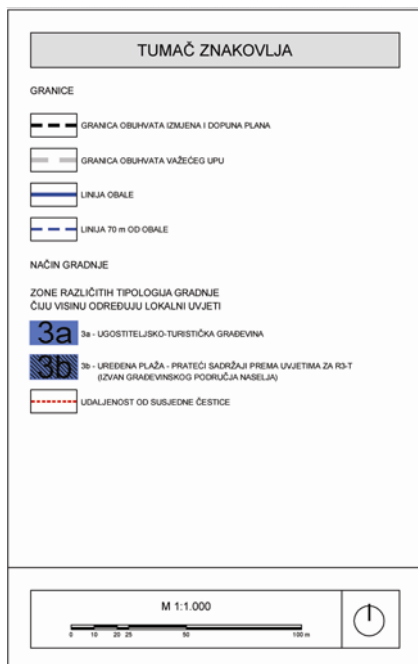 TUMAČ ZNAKOVLJA
GRANICE
GRANICA OBUHVATA IZMJENA I DOPUNA PLANA
GRANICA OBUHVATA VAŽEĆEG UPU
LINIJA OBALE
LINIJA 70 m OD OBALE
NAČIN GRADNJE
ZONE RAZLIČITIH TIPOLOGIJA GRADNJE
ČIJU VISINU ODREĐUJU LOKALNI UVJETI
3a 3a - UGOSTITELJSKO-TURISTIČKA GRAĐEVINA
3b 3b - UREĐENA PLAŽA - PRATEĆI SADRŽAJI PREMA UVJETIMA ZA R3-T
(IZVAN GRAĐEVINSKOG PODRUČJA NASELJA)
UDALJENOST OD SUSJEDNE ČESTICE
M 1:1.000
0 10 20 25 50 100 m